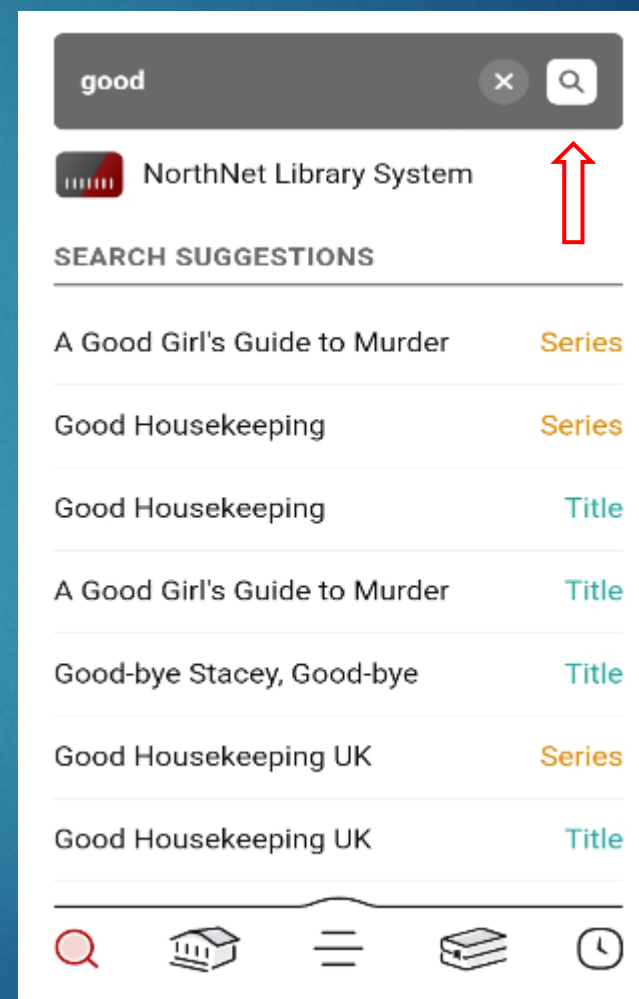 good
NorthNet Library System
SEARCH SUGGESTIONS
A Good Girl's Guide to Murder Series
Good Housekeeping Series
Good Housekeeping Title
A Good Girl's Guide to Murder Title
Good-bye Stacey, Good-bye Title
Good Housekeeping UK Series
Good Housekeeping UK Title